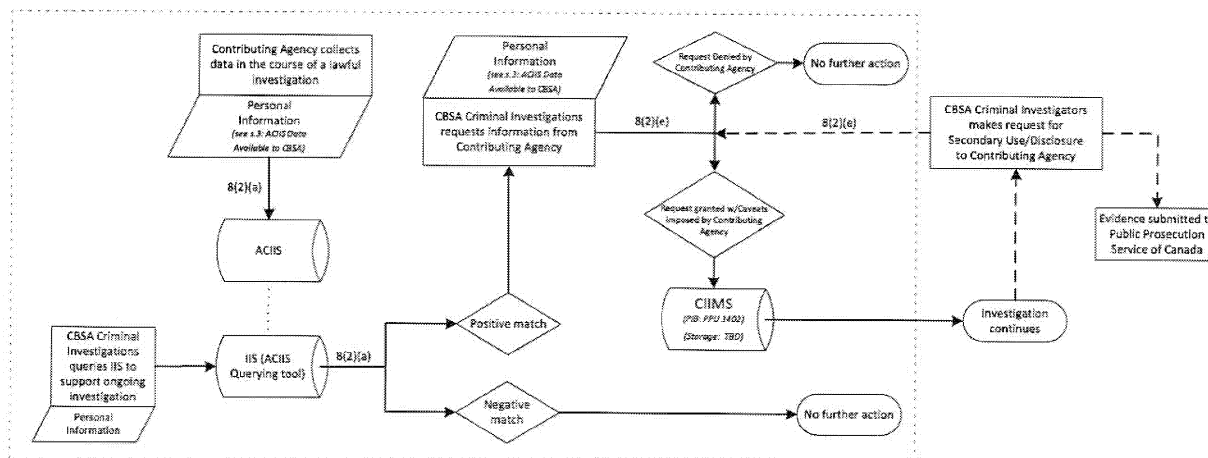 Contributing Agency collects
data in the course of a lawful
investigation
Personal
Information
(see s.3: ACIIS Data
Available to CBSA)
8(2)(a)
ACIIS
CBSA Criminal
Investigations
queries IIS to
support ongoing
investigation
Personal
Information
IIS (ACIIS
Querying tool)
8(2)(a)
Positive match
Negative
match
No further action
Personal
Information
(see s.3: ACIIS Data
Available to CBSA)
CBSA Criminal Investigations
requests information from
Contributing Agency
8(2)(e)
Request Denied by
Contributing Agency
No further action
Request granted w/Caveats
imposed by Contributing
Agency
CIIMS
(PIB: PPU 1402)
(Storage: TBD)
Investigation
continues
8(2)(e)
CBSA Criminal Investigators
makes request for
Secondary Use/Disclosure
to Contributing Agency
Evidence submitted t
Public Prosecution
Service of Canada